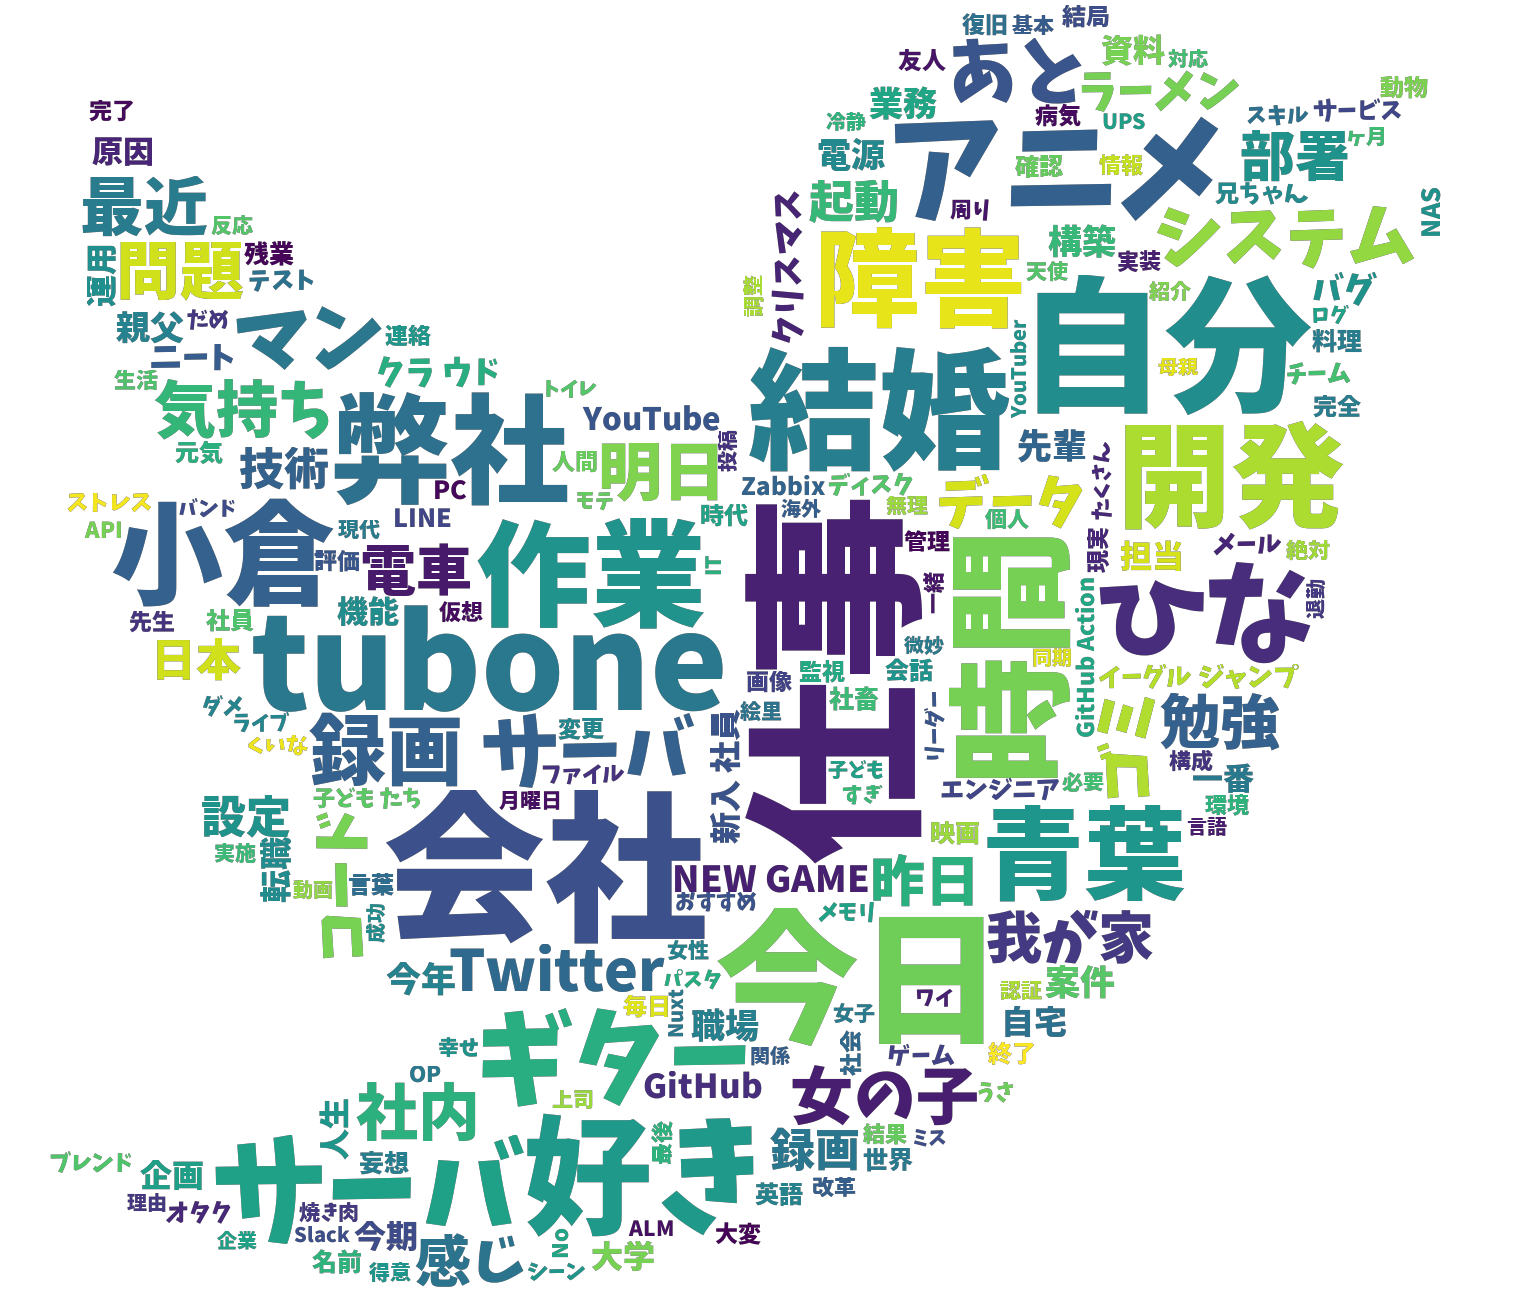 復旧
基本
結局
友人
あと
資料
対応
ラーメン
動物
完了
業務
病気
UPS
スキル
サービス
冷静
アニメ
ヶ月
原因
電源
確認
情報
部署
最近
起動
周り
兄ちゃん
NAS
反応
クリスマス
構築
システム
運用
問題
残業
障害
天使
実装
テスト
調整
紹介
バグ
親父
だめ
マン
連絡
自分
ログ
ニート
結婚
YouTuber
料理
生活
クラウド
母親
チーム
気持ち
弊社
トイレ
YouTube
完全
元気
技術
人間
明日
投稿
先輩
開発
PC
モテ
Zabbix
ディスク
データ
たくさん
ストレス
バンド
LINE
時代
海外
無理
個人
API
小倉
現代
管理
現実
担当
メール
絶対
評価
電車
作業
IT
仕事
一緒
時間
ひな
退勤
先生
社員
機能
仮想
微妙
GitHub Action
日本
tubone
監視
会話
同期
イーグル ジャンプ
画像
社畜
ダメ
ライブ
絵里
リーダー
コミ
勉強
くいな
録画
サーバ
変更
新入 社員
ファイル
子ども
構成
一番
設定
子ども たち
月曜日
すぎ
エンジニア
必要
環境
実施
コード
会社
映画
青葉
言語
転職
動画
言葉
NEW GAME
昨日
成功
おすすめ
メモリ
我が家
今年
Twitter
女性
パスタ
今日
ワイ
認証
案件
毎日
Nuxt
職場
女子
自宅
幸せ
ギター
関係
社会
ゲーム
終了
OP
上司
GitHub
女の子
うさ
人生
社内
最後
結果
ミス
ブレンド
企画
サーバ
妄想
好き
録画
世界
理由
オタク
焼き肉
英語
改革
企業
Slack
今期
感じ
No
ALM
大変
名前
得意
シーン
大学